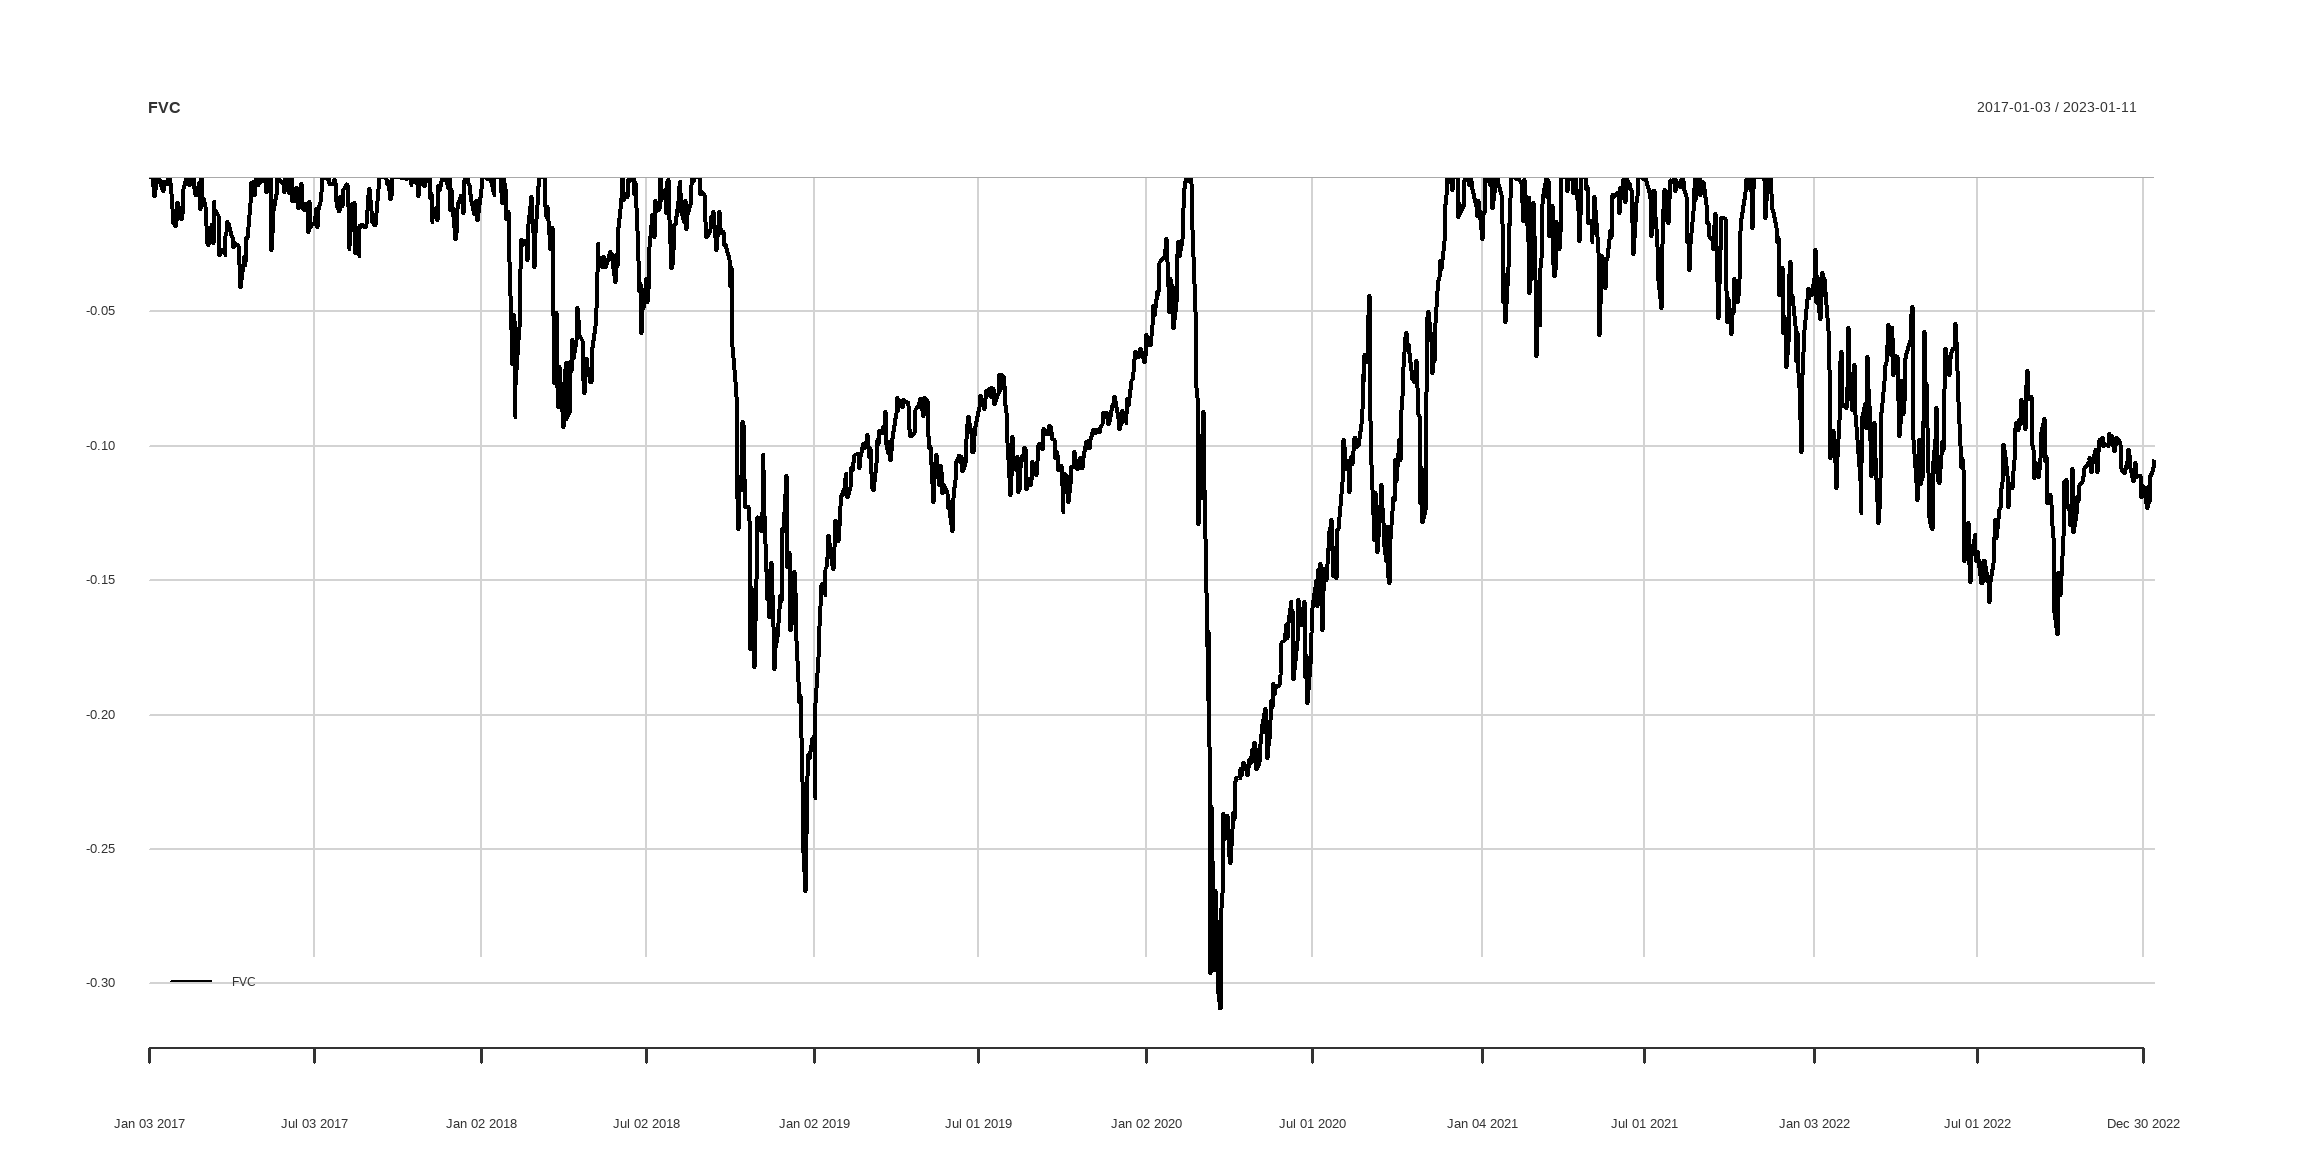 FVC
2017-01-03 / 2023-01-11
-0.05
-0.10
-0.15
-0.20
-0.25
-0.30
FVC
Jan 03 2017
Jul 03 2017
Jan 02 2018
Jul 02 2018
Jan 02 2019
Jul 01 2019
Jan 02 2020
Jul 01 2020
Jan 04 2021
Jul 01 2021
Jan 03 2022
Jul 01 2022
Dec 30 2022